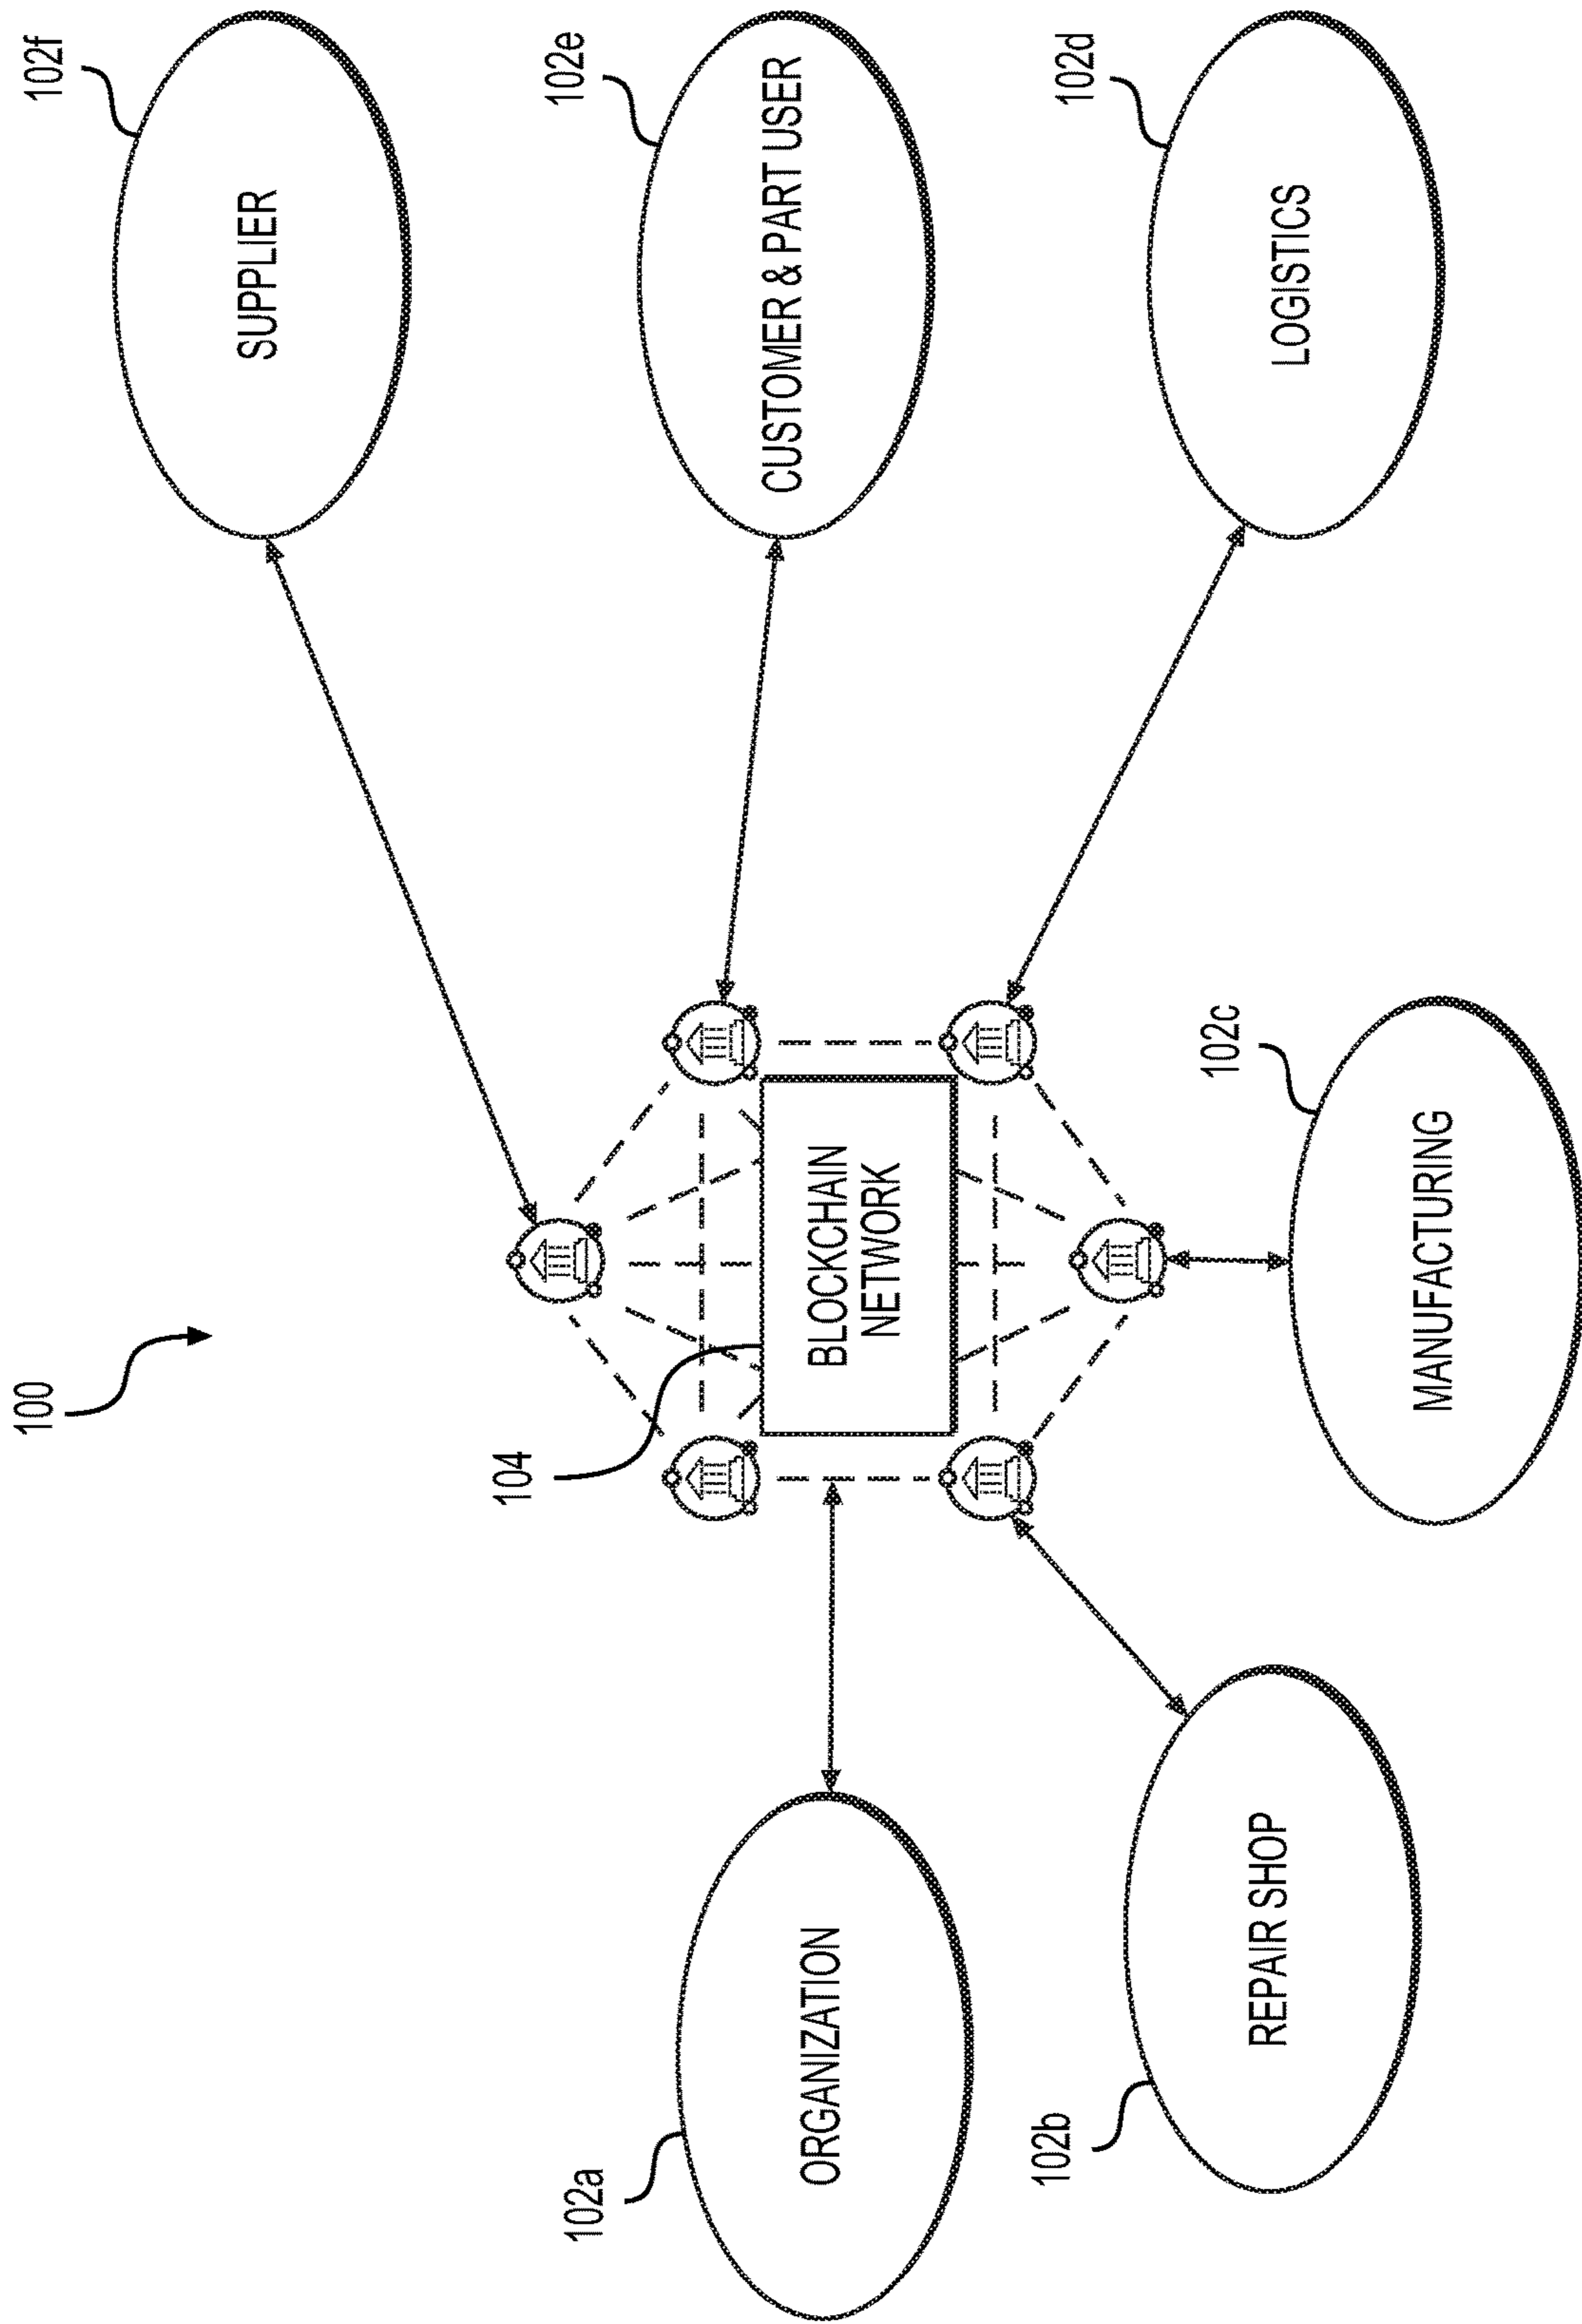 100
102f
SUPPLIER
102e
CUSTOMER & PART USER
102d
LOGISTICS
104
BLOCKCHAIN
NETWORK
102c
MANUFACTURING
102a
ORGANIZATION
102b
REPAIR SHOP